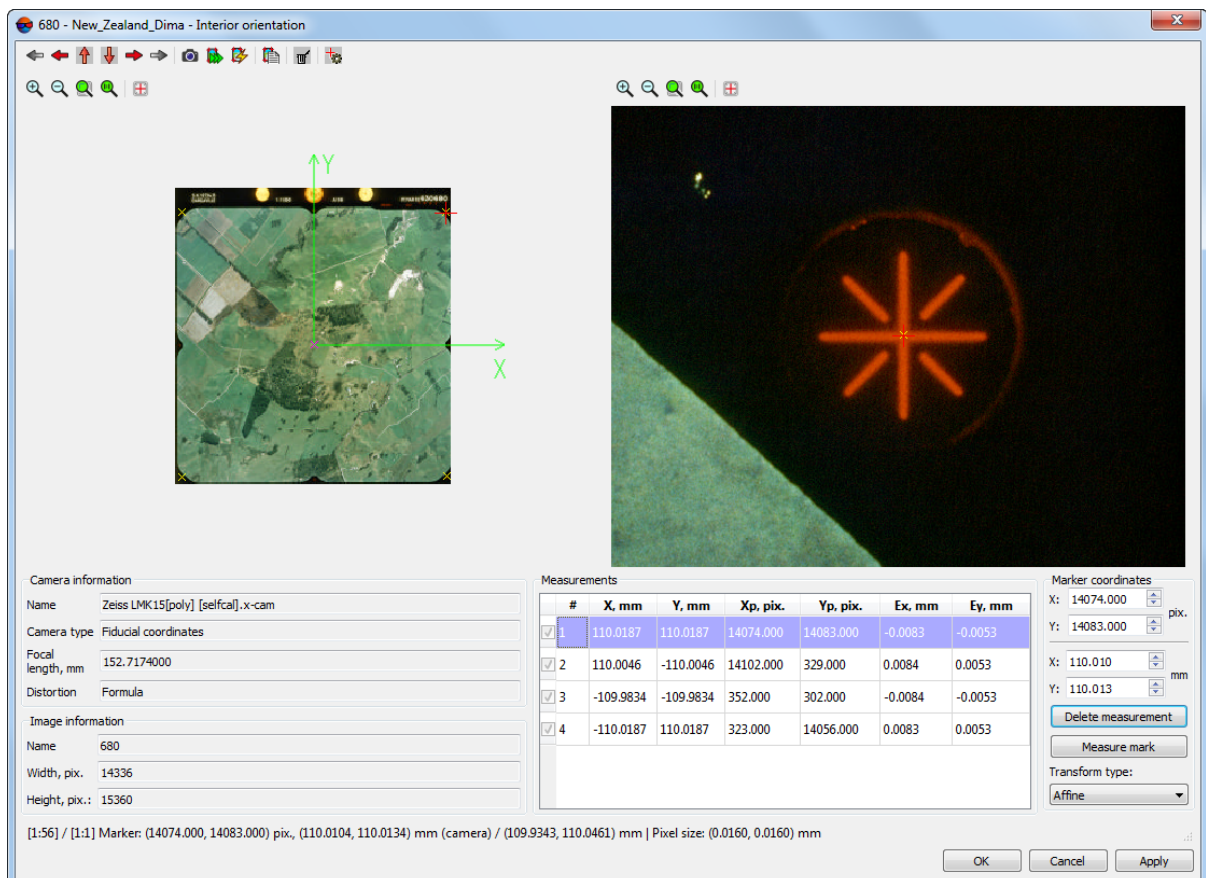 680 - New_Zealand_Dima - Interior orientation
Y
X
Camera information
Name Zeiss LMK15[poly] [selfcal].x-cam
Camera type Fiducial coordinates
Focal length, mm 152.7174000
Distortion Formula
Image information
Name 680
Width, pix. 14336
Height, pix.: 15360
Measurements
# X, mm Y, mm Xp, pix. Yp, pix. Ex, mm Ey, mm
1 110.0187 110.0187 14074.000 14083.000 -0.0083 -0.0053
2 110.0046 -110.0046 14102.000 329.000 0.0084 0.0053
3 -109.9834 -109.9834 352.000 302.000 -0.0084 -0.0053
4 -110.0187 110.0187 323.000 14056.000 0.0083 0.0053
Marker coordinates
X: 14074.000
pix.
Y: 14083.000
X: 110.010
mm
Y: 110.013
Delete measurement
Measure mark
Transform type:
Affine
[1:56] / [1:1] Marker: (14074.000, 14083.000) pix., (110.0104, 110.0134) mm (camera) / (109.9343, 110.0461) mm | Pixel size: (0.0160, 0.0160) mm
OK Cancel Apply